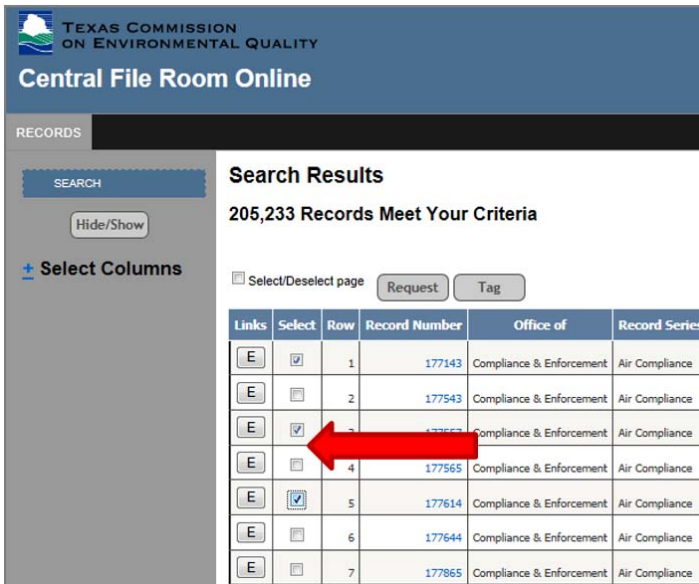 TEXAS COMMISSION
ON ENVIRONMENTAL QUALITY
Central File Room Online
RECORDS
SEARCH
Hide/Show
+ Select Columns
Search Results
205,233 Records Meet Your Criteria
Select/Deselect page Request Tag
Links Select Row Record Number Office of Record Series
E 1 177143 Compliance & Enforcement Air Compliance
E 2 177543 Compliance & Enforcement Air Compliance
E Compliance & Enforcement Air Compliance
E 4 177565 Compliance & Enforcement Air Compliance
E 5 177614 Compliance & Enforcement Air Compliance
E 6 177644 Compliance & Enforcement Air Compliance
E 7 177865 Compliance & Enforcement Air Compliance